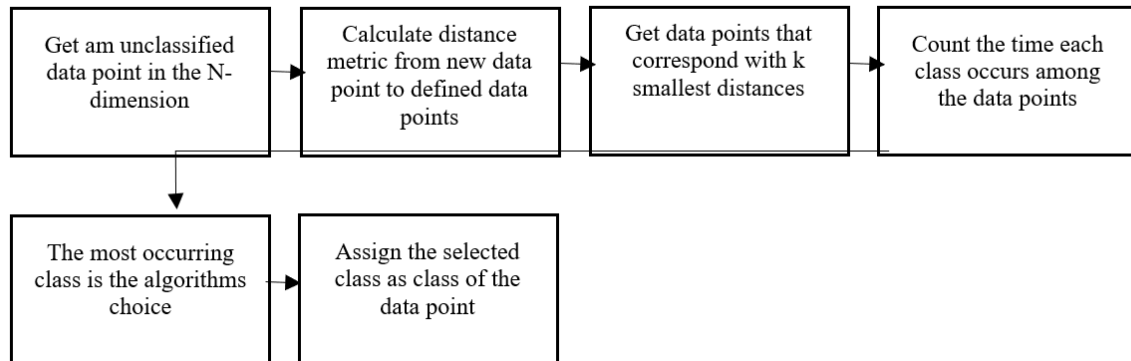 Get am unclassified
data point in the N-
dimension
Calculate distance
metric from new data
point to defined data
points
Get data points that
correspond with k
smallest distances
Count the time each
class occurs among
the data points
The most occurring
class is the algorithms
choice
Assign the selected
class as class of the
data point